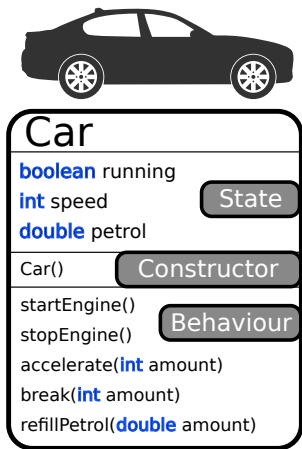 Car
boolean running
int speed
State
double petrol
Car()
Constructor
startEngine()
stopEngine()
Behaviour
accelerate(int amount)
break(int amount)
refillPetrol(double amount)